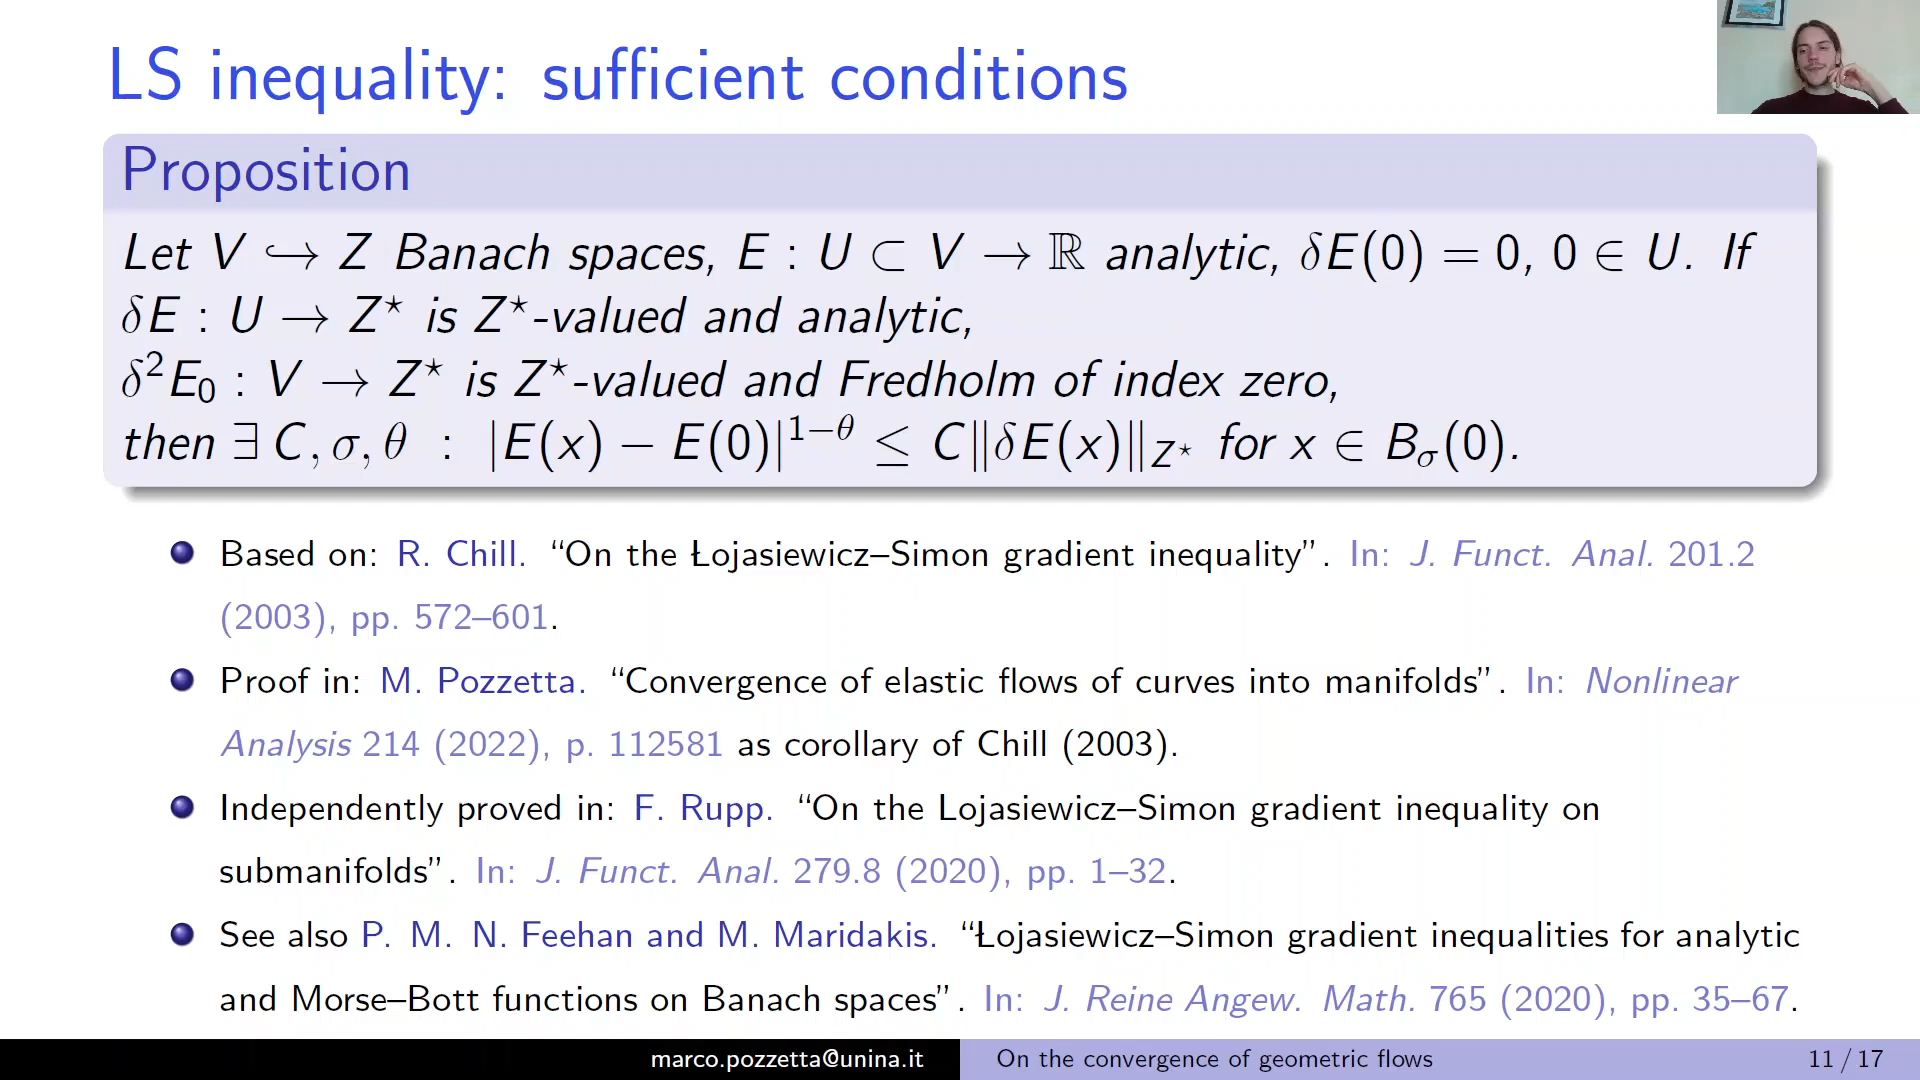 LS inequality: sufficient conditions
Proposition
Let V ↪ Z Banach spaces, E : U ⊂ V → ℝ analytic, δE(0) = 0, 0 ∈ U. If
δE : U → Z⋆ is Z⋆-valued and analytic,
δ²E₀ : V → Z⋆ is Z⋆-valued and Fredholm of index zero,
then ∃ C, σ, θ : |E(x) − E(0)|^{1−θ} ≤ C‖δE(x)‖_{Z⋆} for x ∈ B_σ(0).
Based on: R. Chill. “On the Łojasiewicz–Simon gradient inequality”. In: J. Funct. Anal. 201.2
(2003), pp. 572–601.
Proof in: M. Pozzetta. “Convergence of elastic flows of curves into manifolds”. In: Nonlinear
Analysis 214 (2022), p. 112581 as corollary of Chill (2003).
Independently proved in: F. Rupp. “On the Lojasiewicz–Simon gradient inequality on
submanifolds”. In: J. Funct. Anal. 279.8 (2020), pp. 1–32.
See also P. M. N. Feehan and M. Maridakis. “Łojasiewicz–Simon gradient inequalities for analytic
and Morse–Bott functions on Banach spaces”. In: J. Reine Angew. Math. 765 (2020), pp. 35–67.
marco.pozzetta@unina.it On the convergence of geometric flows 11 / 17